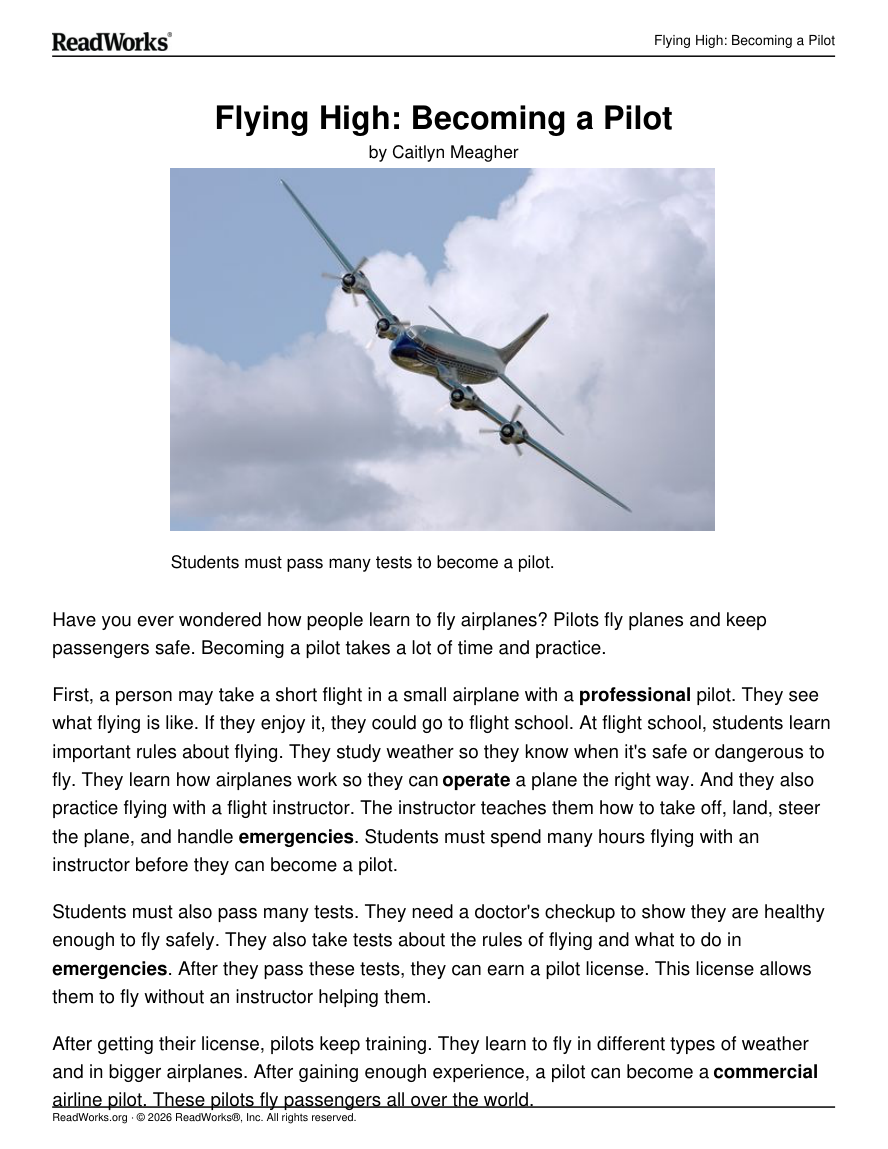 ReadWorks®
Flying High: Becoming a Pilot
Flying High: Becoming a Pilot
by Caitlyn Meagher
Students must pass many tests to become a pilot.
Have you ever wondered how people learn to fly airplanes? Pilots fly planes and keep
passengers safe. Becoming a pilot takes a lot of time and practice.
First, a person may take a short flight in a small airplane with a professional pilot. They see
what flying is like. If they enjoy it, they could go to flight school. At flight school, students learn
important rules about flying. They study weather so they know when it's safe or dangerous to
fly. They learn how airplanes work so they can operate a plane the right way. And they also
practice flying with a flight instructor. The instructor teaches them how to take off, land, steer
the plane, and handle emergencies. Students must spend many hours flying with an
instructor before they can become a pilot.
Students must also pass many tests. They need a doctor's checkup to show they are healthy
enough to fly safely. They also take tests about the rules of flying and what to do in
emergencies. After they pass these tests, they can earn a pilot license. This license allows
them to fly without an instructor helping them.
After getting their license, pilots keep training. They learn to fly in different types of weather
and in bigger airplanes. After gaining enough experience, a pilot can become a commercial
airline pilot. These pilots fly passengers all over the world.
ReadWorks.org · © 2026 ReadWorks®, Inc. All rights reserved.